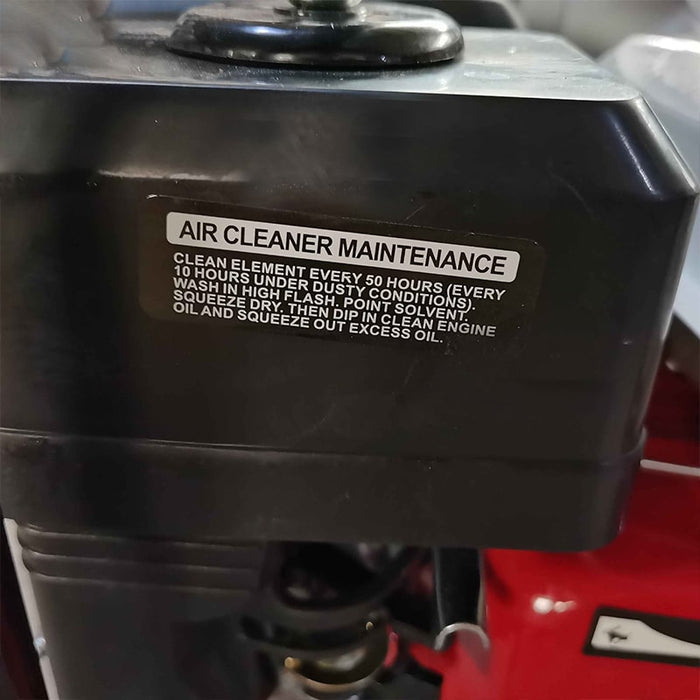 AIR CLEANER MAINTENANCE
CLEAN ELEMENT EVERY 50 HOURS (EVERY
10 HOURS UNDER DUSTY CONDITIONS).
WASH IN HIGH FLASH. POINT SOLVENT.
SQUEEZE DRY. THEN DIP IN CLEAN ENGINE
OIL AND SQUEEZE OUT EXCESS OIL.